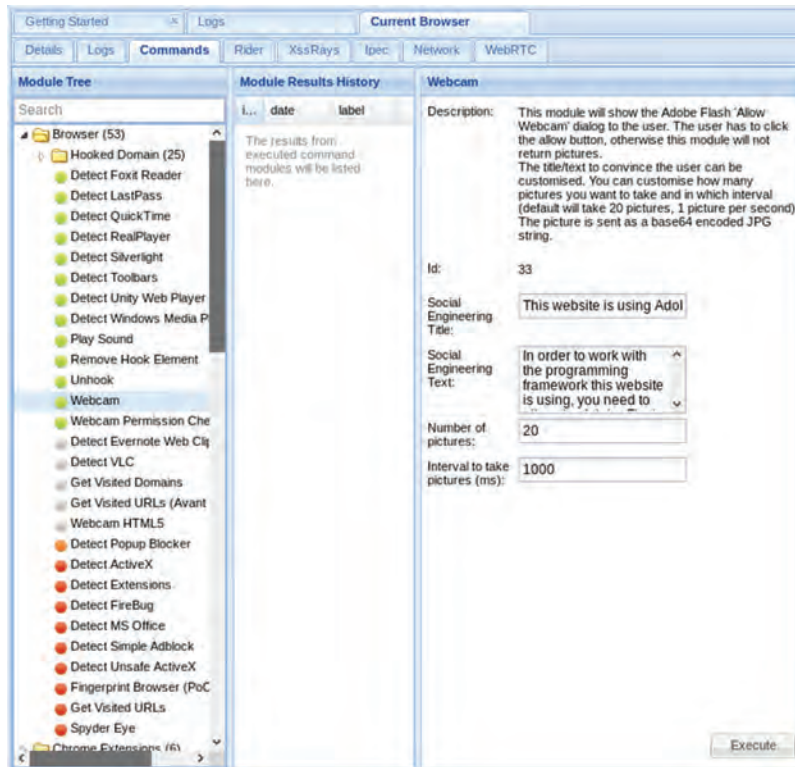 Getting Started Logs Current Browser
Details Logs Commands Rider XssRays Ipec Network WebRTC
Module Tree
Search
Browser (53)
Hooked Domain (25)
Detect Foxit Reader
Detect LastPass
Detect QuickTime
Detect RealPlayer
Detect Silverlight
Detect Toolbars
Detect Unity Web Player
Detect Windows Media P
Play Sound
Remove Hook Element
Unhook
Webcam
Webcam Permission Che
Detect Evernote Web Clip
Detect VLC
Get Visited Domains
Get Visited URLs (Avant
Webcam HTML5
Detect Popup Blocker
Detect ActiveX
Detect Extensions
Detect FireBug
Detect MS Office
Detect Simple Adblock
Detect Unsafe ActiveX
Fingerprint Browser (PoC
Get Visited URLs
Spyder Eye
Chrome Extensions (6)
Module Results History
i... date label
The results from
executed command
modules will be listed
here.
Webcam
Description:
This module will show the Adobe Flash 'Allow
Webcam' dialog to the user. The user has to click
the allow button, otherwise this module will not
return pictures.
The title/text to convince the user can be
customised. You can customise how many
pictures you want to take and in which interval
(default will take 20 pictures, 1 picture per second)
The picture is sent as a base64 encoded JPG
string.
Id: 33
Social
Engineering
Title:
This website is using Adol
Social
Engineering
Text:
In order to work with
the programming
framework this website
is using, you need to
Number of
pictures:
20
Interval to take
pictures (ms):
1000
Execute